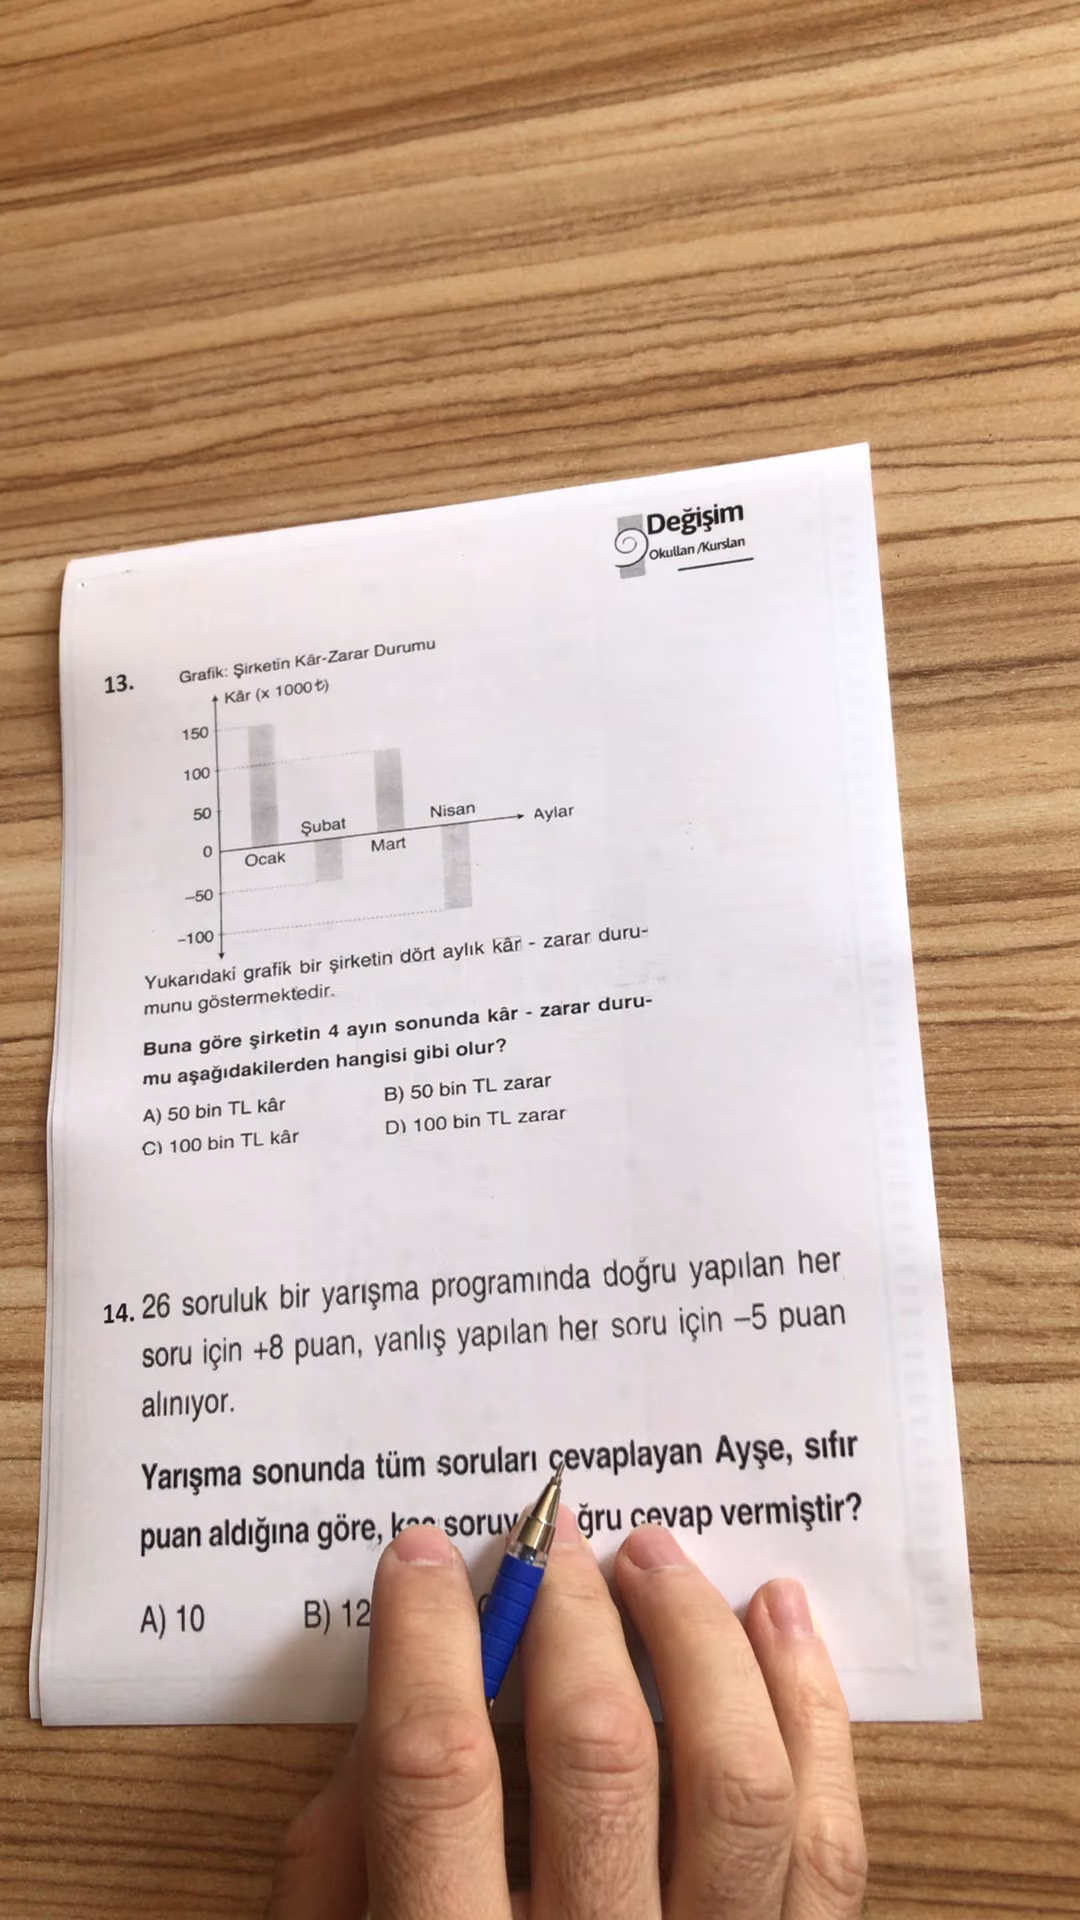 Değişim
Okulları/Kursları
13.
Grafik: Şirketin Kâr-Zarar Durumu
Kâr (x 1000₺)
150
100
50
0
-50
-100
Ocak
Şubat
Mart
Nisan
Aylar
Yukarıdaki grafik bir şirketin dört aylık kâr - zarar duru-
munu göstermektedir.
Buna göre şirketin 4 ayın sonunda kâr - zarar duru-
mu aşağıdakilerden hangisi gibi olur?
A) 50 bin TL kâr
B) 50 bin TL zarar
C) 100 bin TL kâr
D) 100 bin TL zarar
14. 26 soruluk bir yarışma programında doğru yapılan her
soru için +8 puan, yanlış yapılan her soru için –5 puan
alınıyor.
Yarışma sonunda tüm soruları cevaplayan Ayşe, sıfır
puan aldığına göre, cevap vermiştir?
A) 10
B) 12